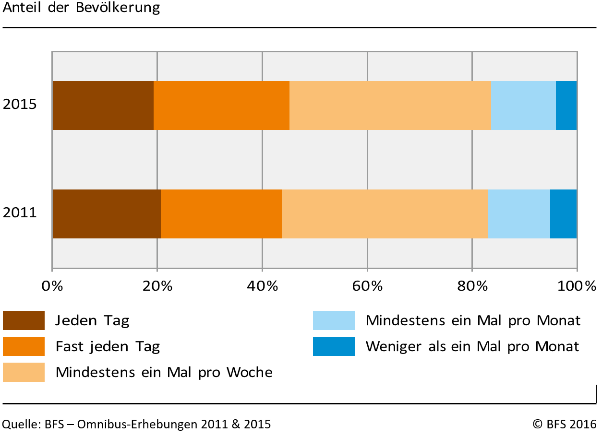 Anteil der Bevölkerung
2015
2011
0% 20% 40% 60% 80% 100%
Jeden Tag
Fast jeden Tag
Mindestens ein Mal pro Woche
Mindestens ein Mal pro Monat
Weniger als ein Mal pro Monat
Quelle: BFS – Omnibus-Erhebungen 2011 & 2015 © BFS 2016